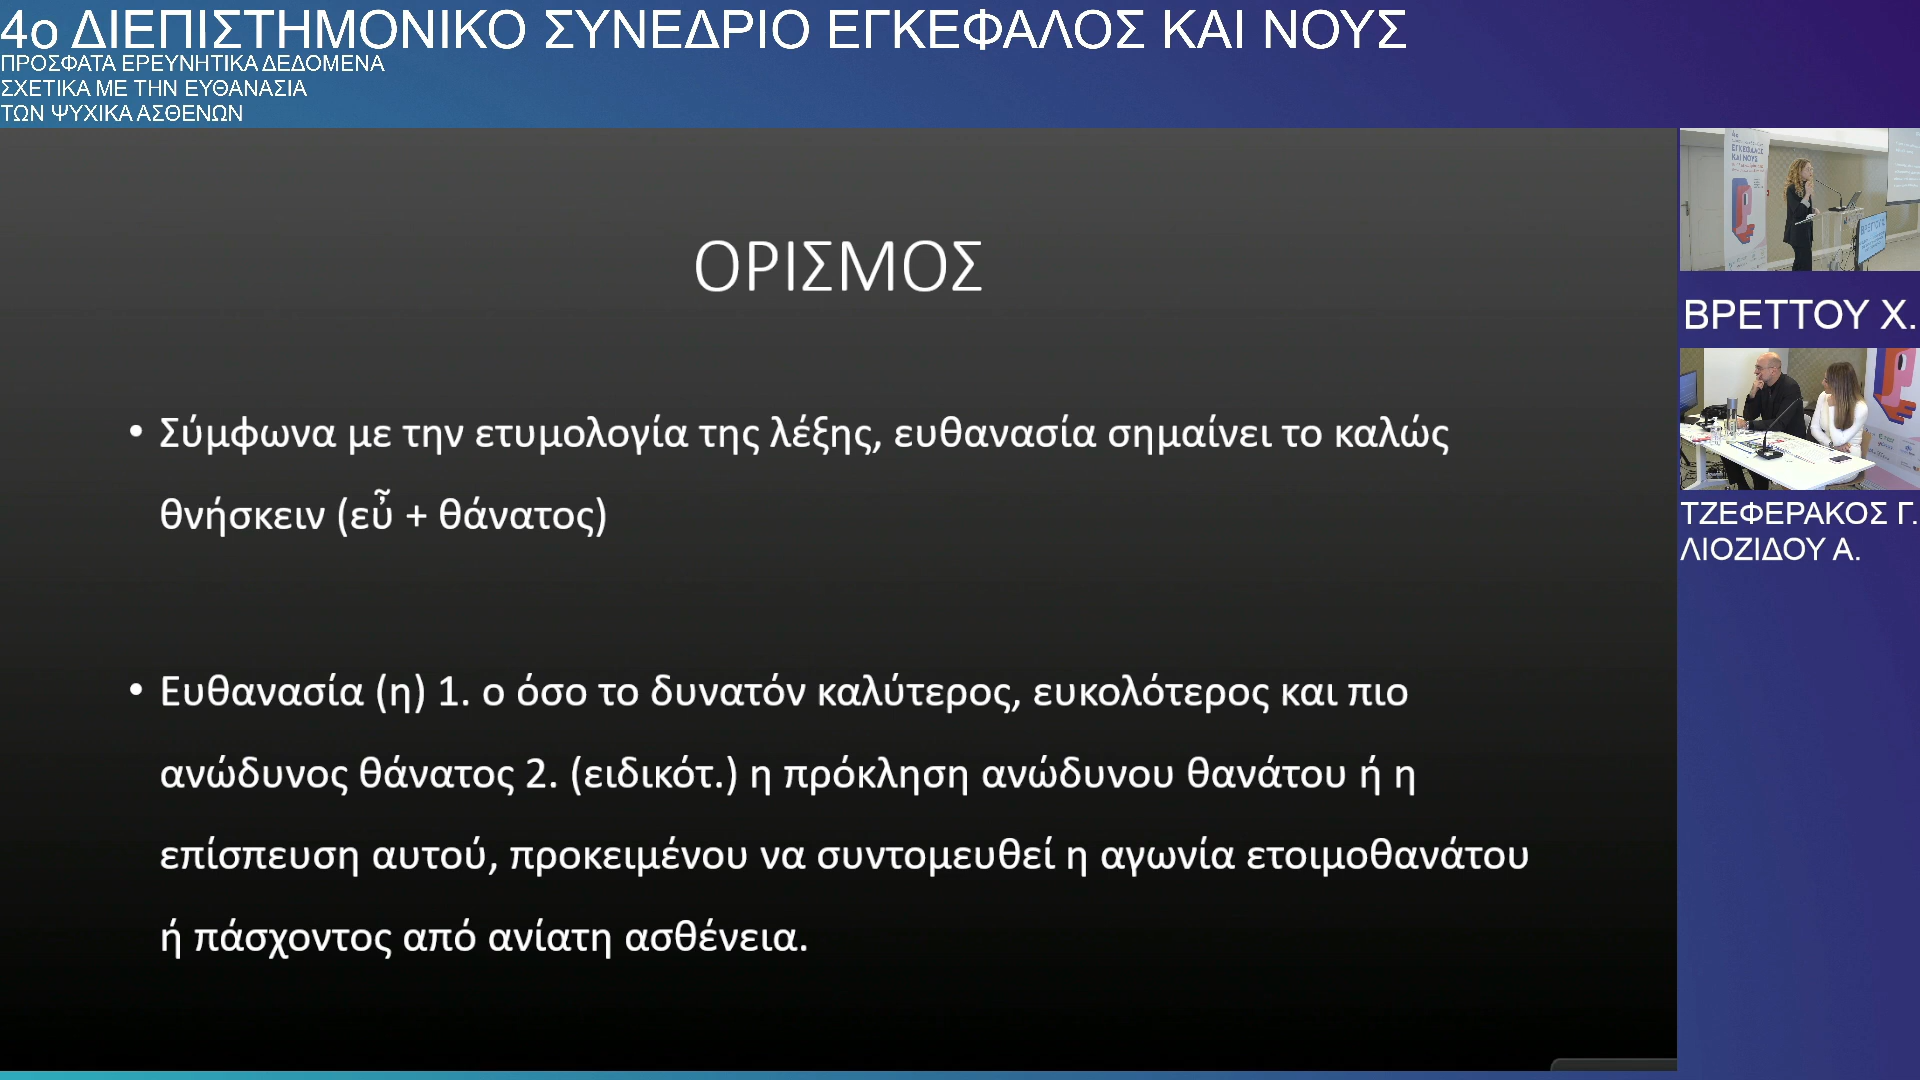 4ο ΔΙΕΠΙΣΤΗΜΟΝΙΚΟ ΣΥΝΕΔΡΙΟ ΕΓΚΕΦΑΛΟΣ ΚΑΙ ΝΟΥΣ
ΠΡΟΣΦΑΤΑ ΕΡΕΥΝΗΤΙΚΑ ΔΕΔΟΜΕΝΑ
ΣΧΕΤΙΚΑ ΜΕ ΤΗΝ ΕΥΘΑΝΑΣΙΑ
ΤΩΝ ΨΥΧΙΚΑ ΑΣΘΕΝΩΝ
ΟΡΙΣΜΟΣ
• Σύμφωνα με την ετυμολογία της λέξης, ευθανασία σημαίνει το καλώς
θνήσκειν (εὖ + θάνατος)
• Ευθανασία (η) 1. ο όσο το δυνατόν καλύτερος, ευκολότερος και πιο
ανώδυνος θάνατος 2. (ειδικότ.) η πρόκληση ανώδυνου θανάτου ή η
επίσπευση αυτού, προκειμένου να συντομευθεί η αγωνία ετοιμοθανάτου
ή πάσχοντος από ανίατη ασθένεια.
ΕΓΚΕΦΑΛΟΣ
ΚΑΙ ΝΟΥΣ
ΒΡΕΤΤΟΥ Χ.
ΤΖΕΦΕΡΑΚΟΣ Γ.
ΛΙΟΖΙΔΟΥ Α.